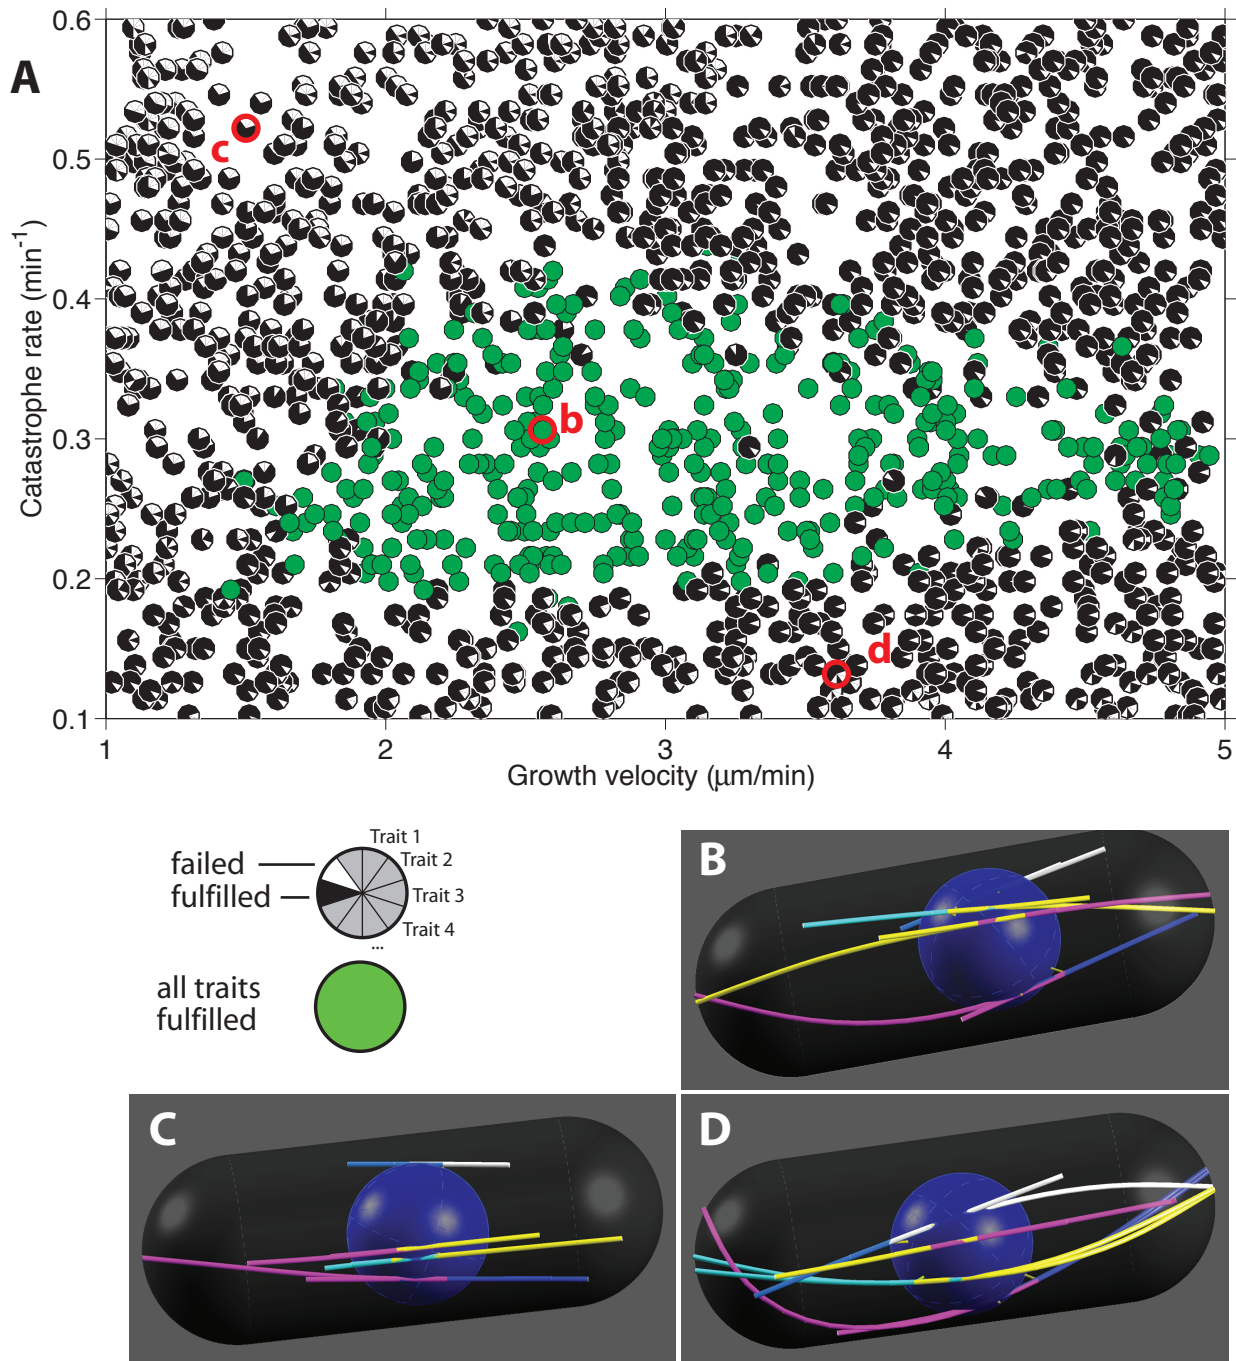 A
0.6
0.5
0.4
0.3
0.2
0.1
Catastrophe rate (min⁻¹)
c
b
d
1
2
3
4
5
Growth velocity (μm/min)
failed
fulfilled
Trait 1
Trait 2
Trait 3
Trait 4
...
all traits
fulfilled
B
C
D